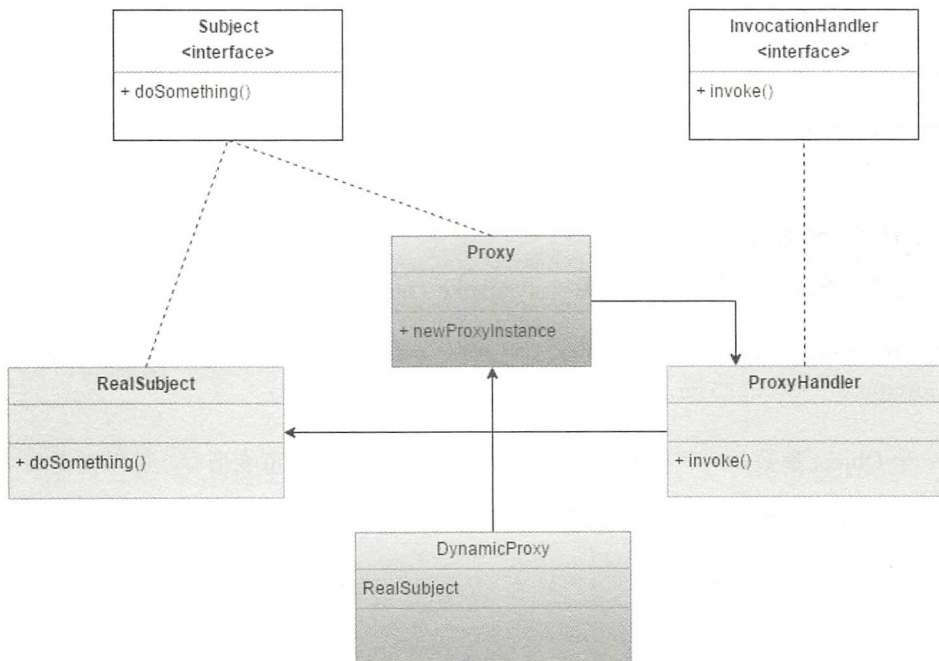 Subject
<interface>
+ doSomething()
InvocationHandler
<interface>
+ invoke()
Proxy
+ newProxyInstance
RealSubject
+ doSomething()
ProxyHandler
+ invoke()
DynamicProxy
RealSubject